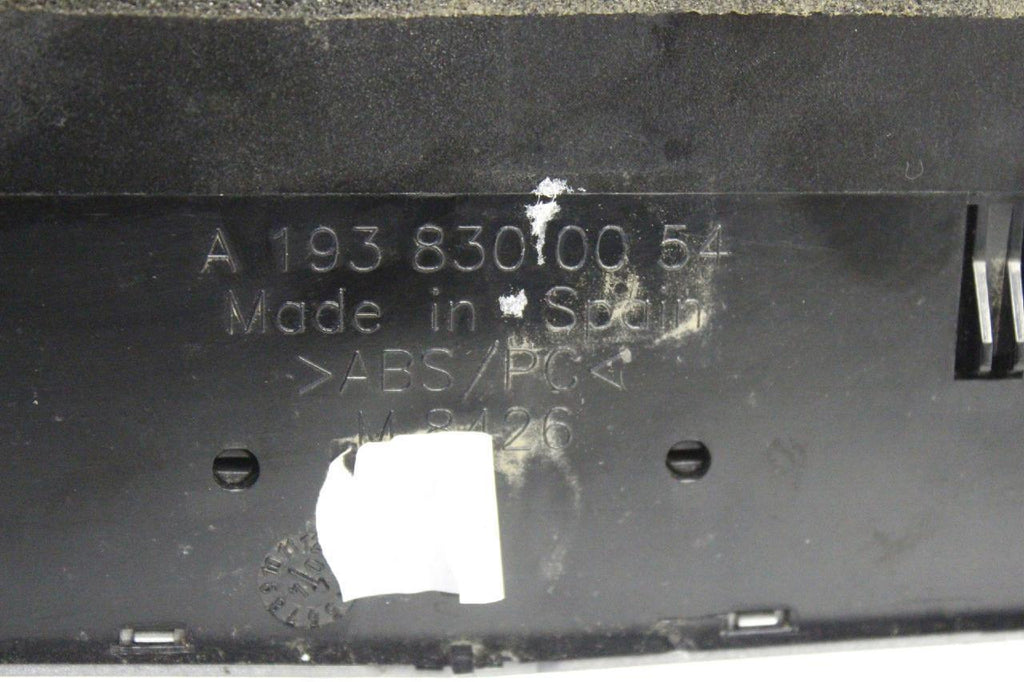 A 193 830 00 54
Made in Spain
>ABS/PC<
M 8426